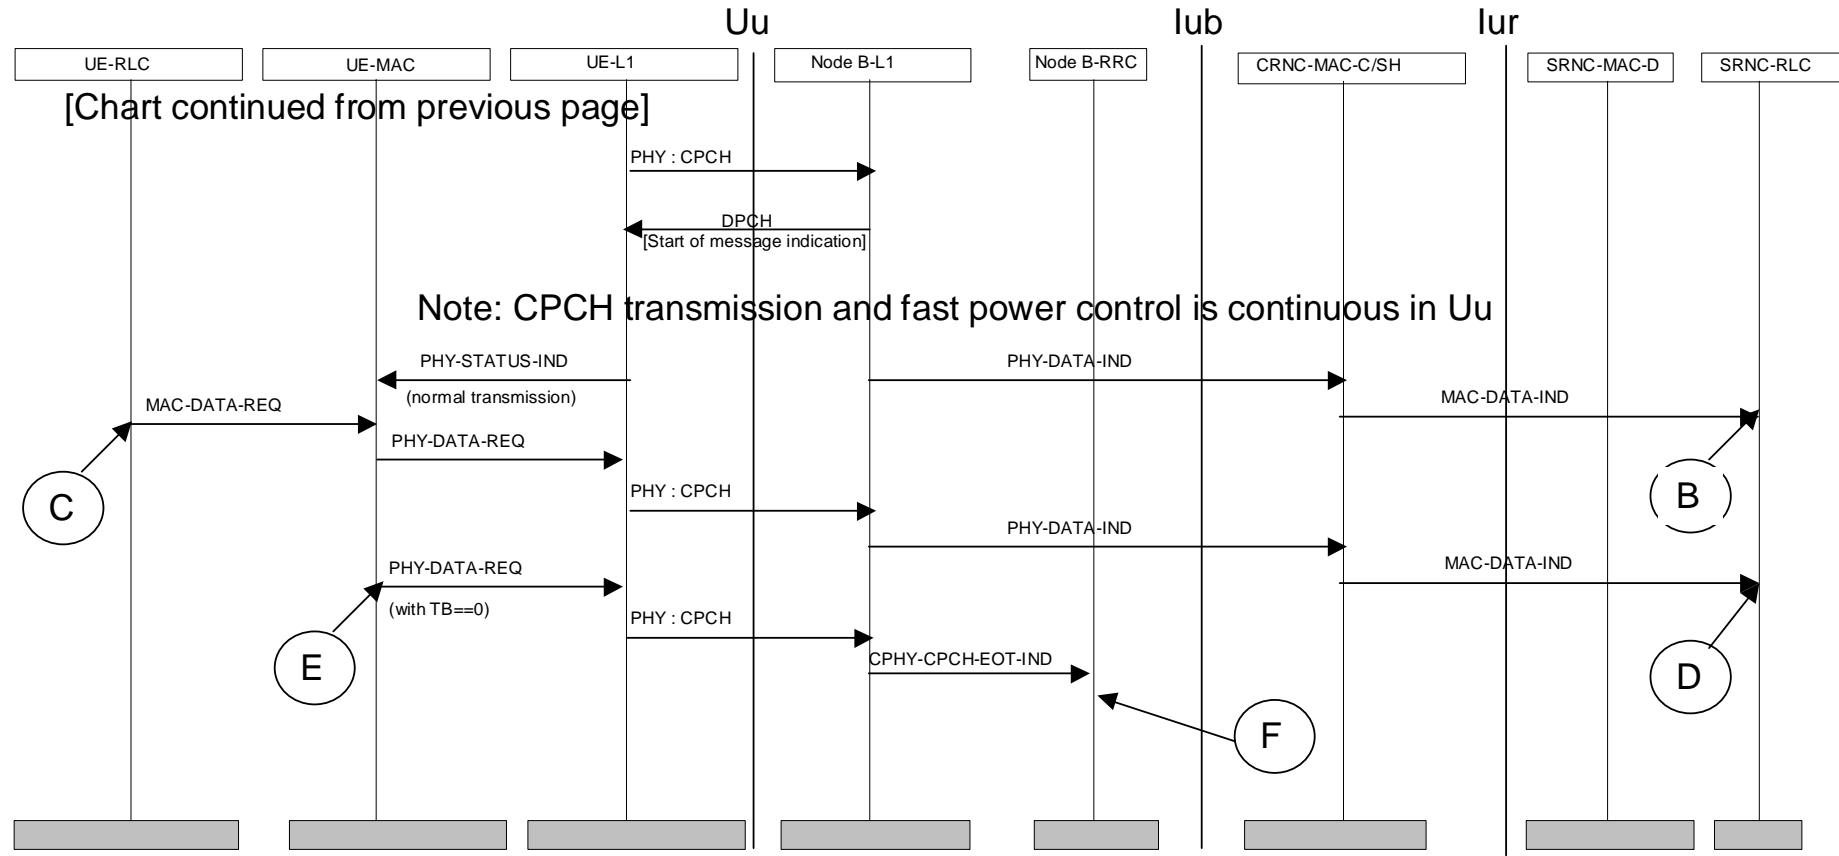 Uu
Iub
Iur
UE-RLC
UE-MAC
UE-L1
Node B-L1
Node B-RRC
CRNC-MAC-C/SH
SRNC-MAC-D
SRNC-RLC
[Chart continued from previous page]
PHY : CPCH
DPCH
[Start of message indication]
Note: CPCH transmission and fast power control is continuous in Uu
PHY-STATUS-IND
PHY-DATA-IND
(normal transmission)
MAC-DATA-REQ
MAC-DATA-IND
PHY-DATA-REQ
C
B
PHY : CPCH
PHY-DATA-IND
PHY-DATA-REQ
MAC-DATA-IND
(with TB==0)
PHY : CPCH
E
CPHY-CPCH-EOT-IND
D
F